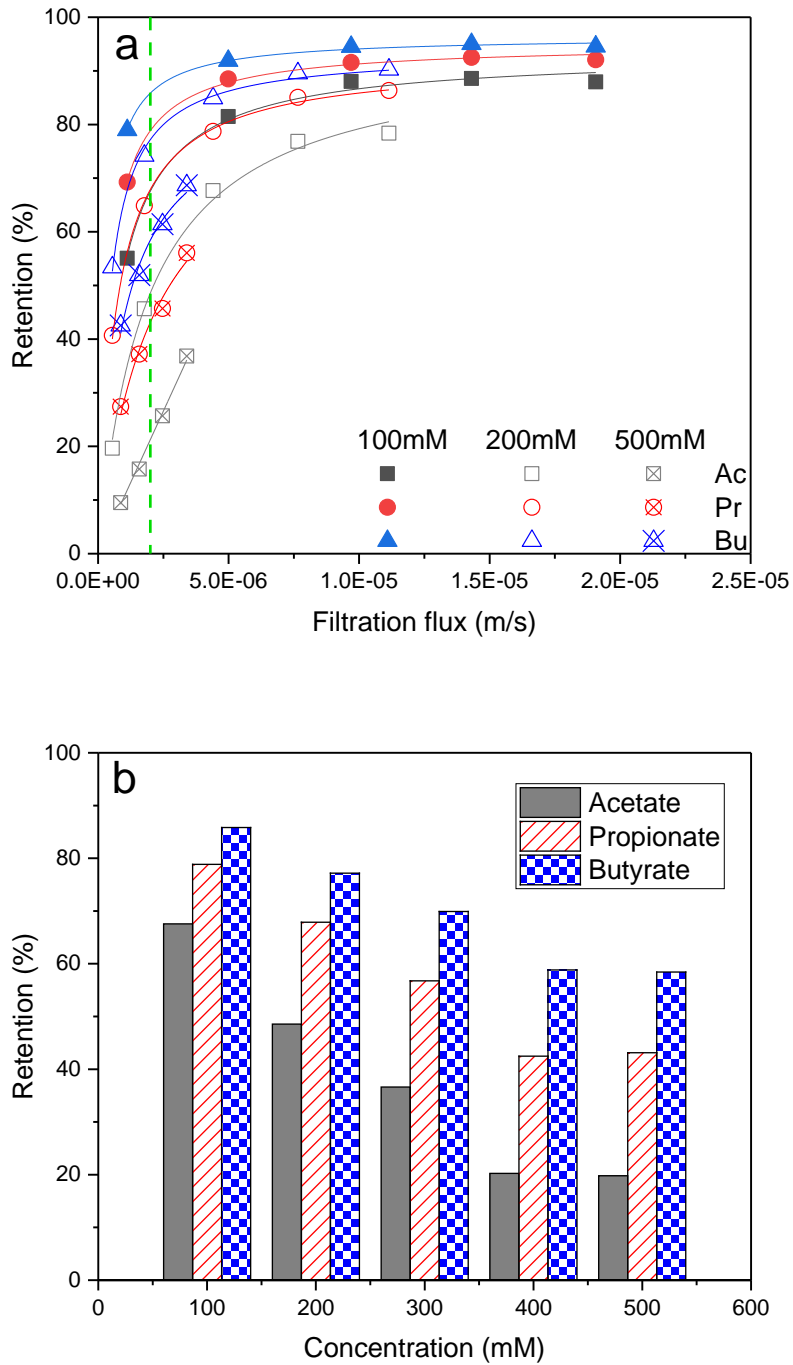 a
100
80
60
40
20
0
Retention (%)
100mM 200mM 500mM
Ac
Pr
Bu
0.0E+00 5.0E-06 1.0E-05 1.5E-05 2.0E-05 2.5E-05
Filtration flux (m/s)
b
100
80
60
40
20
0
Retention (%)
Acetate
Propionate
Butyrate
0 100 200 300 400 500 600
Concentration (mM)